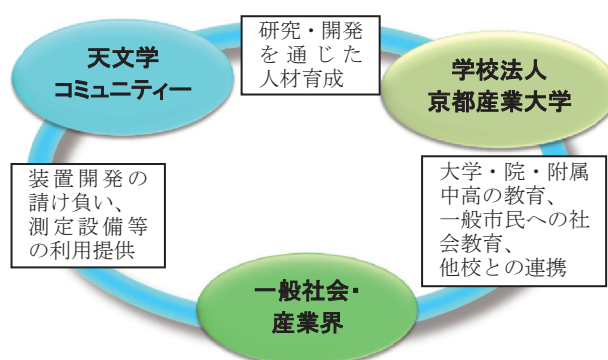 研究・開発
を通じた
人材育成
天文学
コミュニティー
学校法人
京都産業大学
装置開発の
請け負い、
測定設備等
の利用提供
大学・院・附属
中高の教育、
一般市民への社
会教育、
他校との連携
一般社会・
産業界